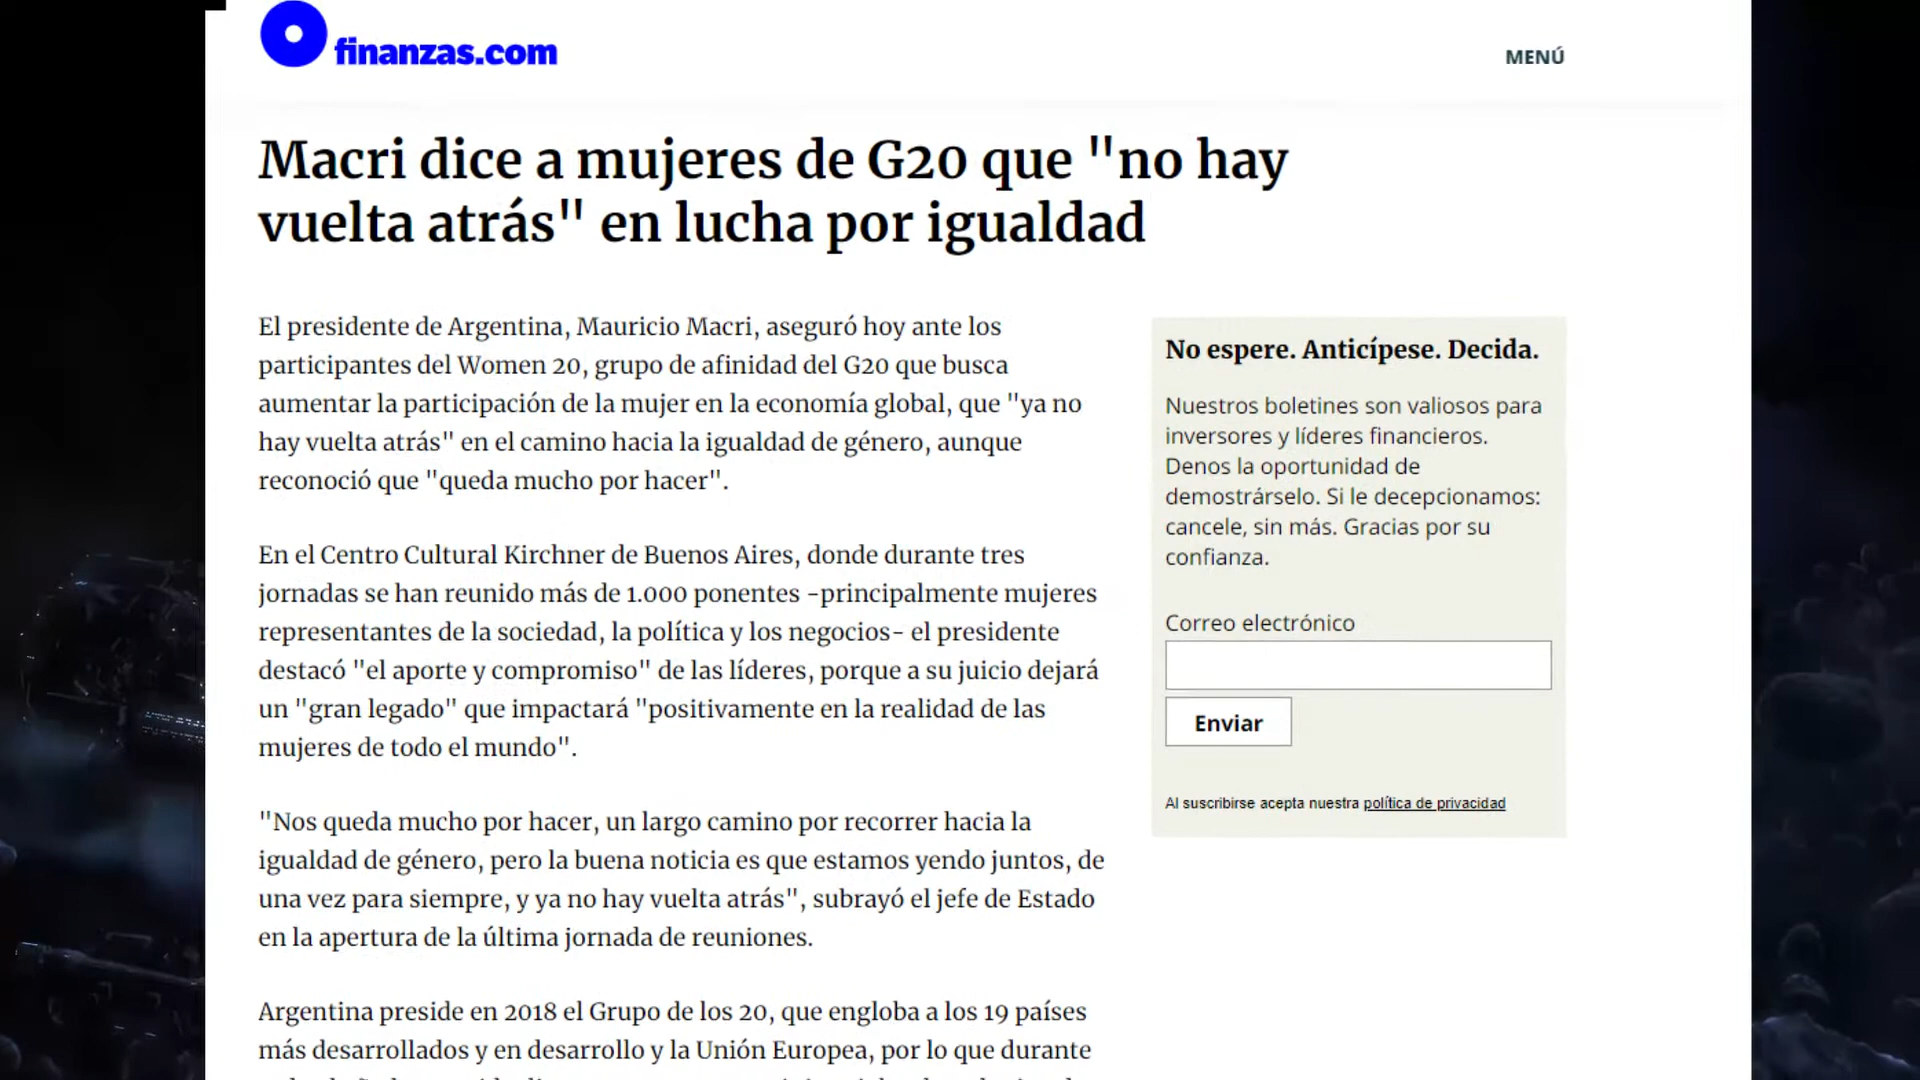 finanzas.com
MENÚ
Macri dice a mujeres de G20 que "no hay
vuelta atrás" en lucha por igualdad
El presidente de Argentina, Mauricio Macri, aseguró hoy ante los
participantes del Women 20, grupo de afinidad del G20 que busca
aumentar la participación de la mujer en la economía global, que "ya no
hay vuelta atrás" en el camino hacia la igualdad de género, aunque
reconoció que "queda mucho por hacer".
En el Centro Cultural Kirchner de Buenos Aires, donde durante tres
jornadas se han reunido más de 1.000 ponentes -principalmente mujeres
representantes de la sociedad, la política y los negocios- el presidente
destacó "el aporte y compromiso" de las líderes, porque a su juicio dejará
un "gran legado" que impactará "positivamente en la realidad de las
mujeres de todo el mundo".
"Nos queda mucho por hacer, un largo camino por recorrer hacia la
igualdad de género, pero la buena noticia es que estamos yendo juntos, de
una vez para siempre, y ya no hay vuelta atrás", subrayó el jefe de Estado
en la apertura de la última jornada de reuniones.
Argentina preside en 2018 el Grupo de los 20, que engloba a los 19 países
más desarrollados y en desarrollo y la Unión Europea, por lo que durante
No espere. Anticípese. Decida.
Nuestros boletines son valiosos para
inversores y líderes financieros.
Denos la oportunidad de
demostrárselo. Si le decepcionamos:
cancele, sin más. Gracias por su
confianza.
Correo electrónico
Enviar
Al suscribirse acepta nuestra política de privacidad